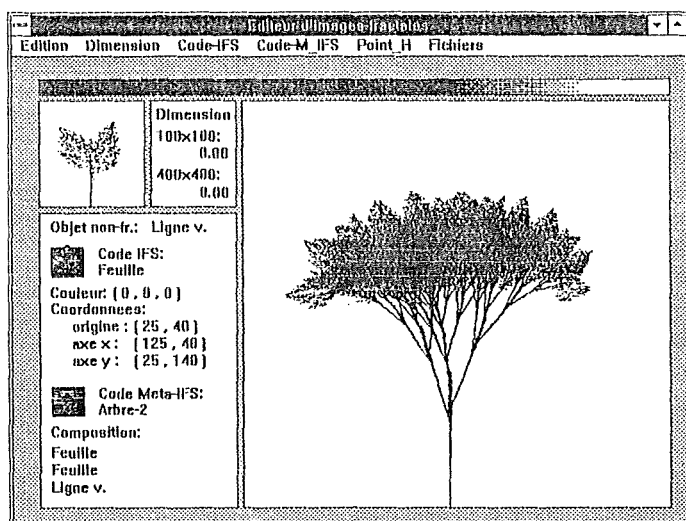 Editeur d'images fractales
Edition Dimension Code-IFS Code-M_IFS Point_H Fichiers
Dimension
100x100:
0.00
400x400:
0.00
Objet non-fr.: Ligne v.
Code IFS:
Feuille
Couleur: (0, 0, 0)
Coordonnees:
origine : (25, 40)
axe x : (125, 40)
axe y : (25, 140)
Code Meta-IFS:
Arbre-2
Composition:
Feuille
Feuille
Ligne v.